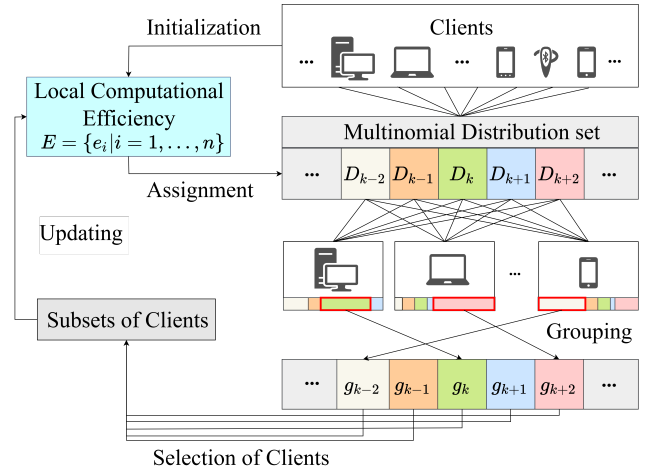 Initialization
Clients
...
...
...
Local Computational
Efficiency
E = {e_i|i = 1, . . . , n}
Multinomial Distribution set
... D_{k-2} D_{k-1} D_k D_{k+1} D_{k+2} ...
Assignment
Updating
...
Subsets of Clients
Grouping
... g_{k-2} g_{k-1} g_k g_{k+1} g_{k+2} ...
Selection of Clients